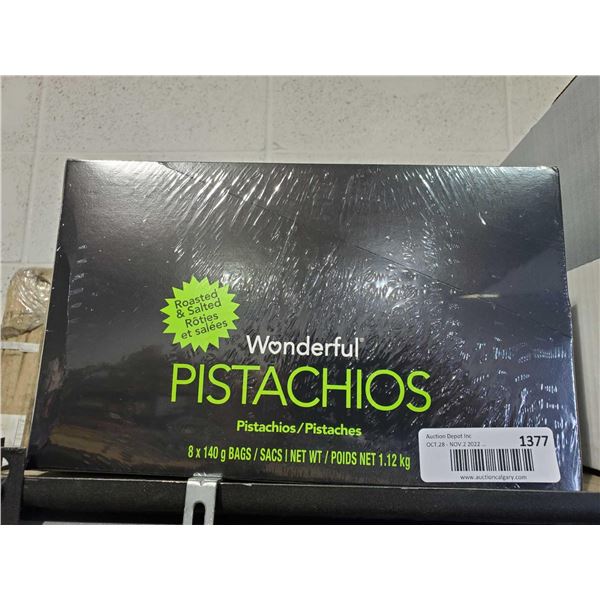 Roasted
& Salted
Rôties
et salées
Wonderful®
PISTACHIOS
Pistachios/Pistaches
8 x 140 g BAGS / SACS | NET WT / POIDS NET 1.12 kg
Auction Depot Inc
OCT.28 - NOV.2 2022 ...
1377
www.auctioncalgary.com